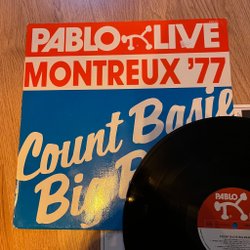 PABLO LIVE
MONTREUX '77
Count Basie
Big B
PABLO